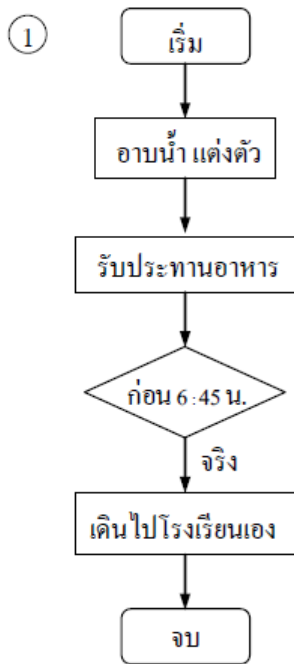 1
เริ่ม
อาบน้ำ แต่งตัว
รับประทานอาหาร
ก่อน 6 :45 น.
จริง
เดินไปโรงเรียนเอง
จบ